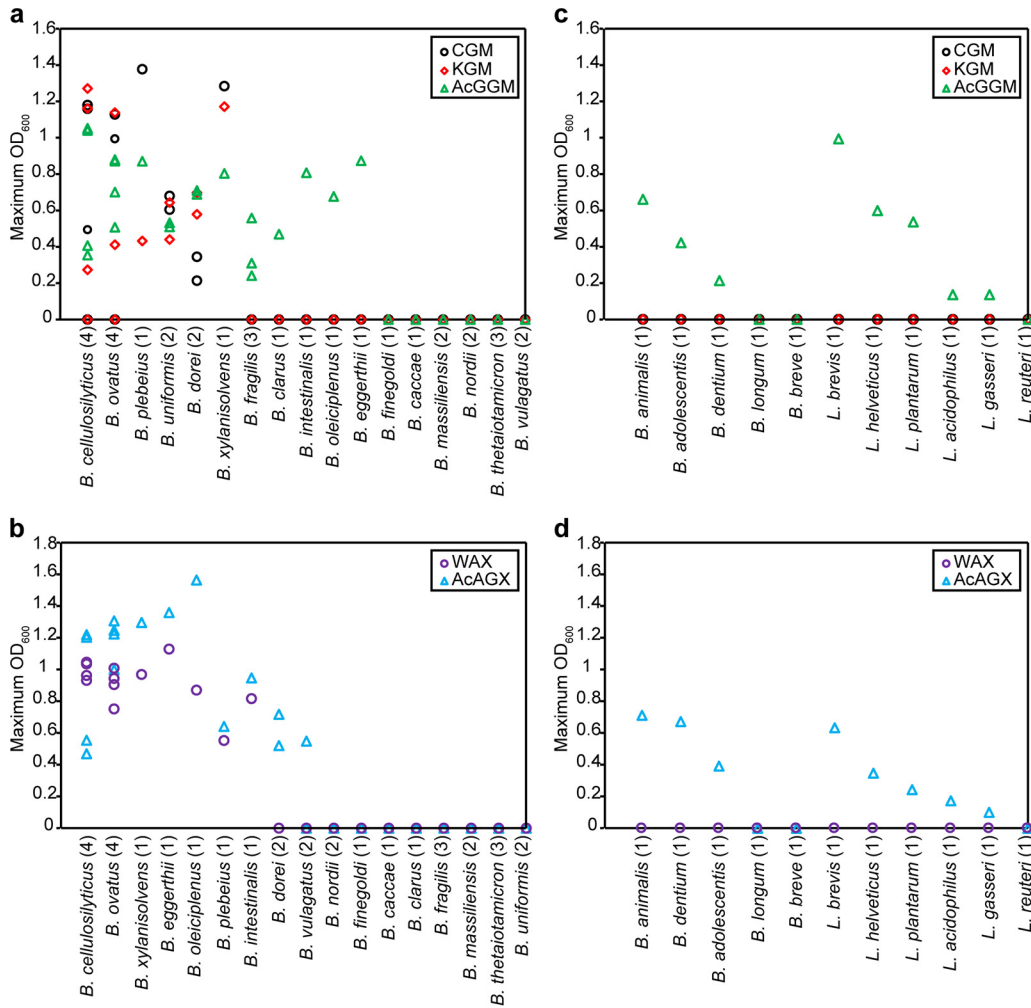 a
1.6
1.4
1.2
1
0.8
0.6
0.4
0.2
0
Maximum OD600
CGM
KGM
AcGGM
B. cellulosilyticus (4)
B. ovatus (4)
B. plebeius (1)
B. uniformis (2)
B. dorei (2)
B. xylanisolvens (1)
B. fragilis (3)
B. clarus (1)
B. intestinalis (1)
B. oleiciplenus (1)
B. eggerthii (1)
B. finegoldi (1)
B. caccae (1)
B. massiliensis (2)
B. nordii (2)
B. thetaiotamicron (3)
B. vulagatus (2)
c
1.6
1.4
1.2
1
0.8
0.6
0.4
0.2
0
Maximum OD600
CGM
KGM
AcGGM
B. animalis (1)
B. adolescentis (1)
B. dentium (1)
B. longum (1)
B. breve (1)
L. brevis (1)
L. helveticus (1)
L. plantarum (1)
L. acidophilus (1)
L. gasseri (1)
L. reuteri (1)
b
1.8
1.6
1.4
1.2
1
0.8
0.6
0.4
0.2
0
Maximum OD600
WAX
AcAGX
B. cellulosilyticus (4)
B. ovatus (4)
B. xylanisolvens (1)
B. eggerthii (1)
B. oleiciplenus (1)
B. plebeius (1)
B. intestinalis (1)
B. dorei (2)
B. vulagatus (2)
B. nordii (2)
B. finegoldi (1)
B. caccae (1)
B. clarus (1)
B. fragilis (3)
B. massiliensis (2)
B. thetaiotamicron (3)
B. uniformis (2)
d
1.8
1.6
1.4
1.2
1
0.8
0.6
0.4
0.2
0
Maximum OD600
WAX
AcAGX
B. animalis (1)
B. dentium (1)
B. adolescentis (1)
B. longum (1)
B. breve (1)
L. brevis (1)
L. helveticus (1)
L. plantarum (1)
L. acidophilus (1)
L. gasseri (1)
L. reuteri (1)